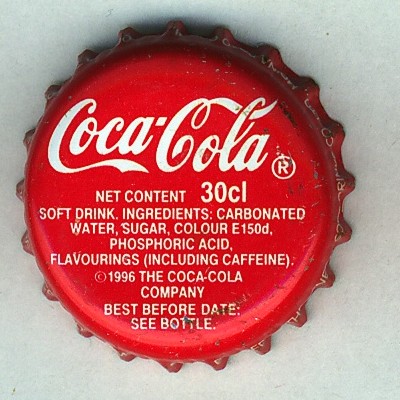 Coca-Cola ®
NET CONTENT 30cl
SOFT DRINK. INGREDIENTS: CARBONATED
WATER, SUGAR, COLOUR E150d,
PHOSPHORIC ACID,
FLAVOURINGS (INCLUDING CAFFEINE).
©1996 THE COCA-COLA
COMPANY
BEST BEFORE DATE:
SEE BOTTLE.